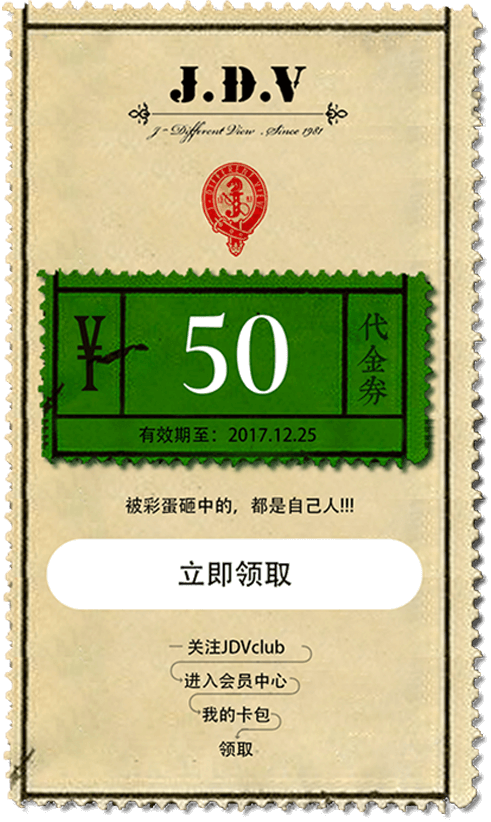 J.D.V
J-Different View . Since 1981
¥
50
代金券
有效期至：2017.12.25
被彩蛋砸中的，都是自己人!!!
立即领取
关注JDVclub
进入会员中心
我的卡包
领取